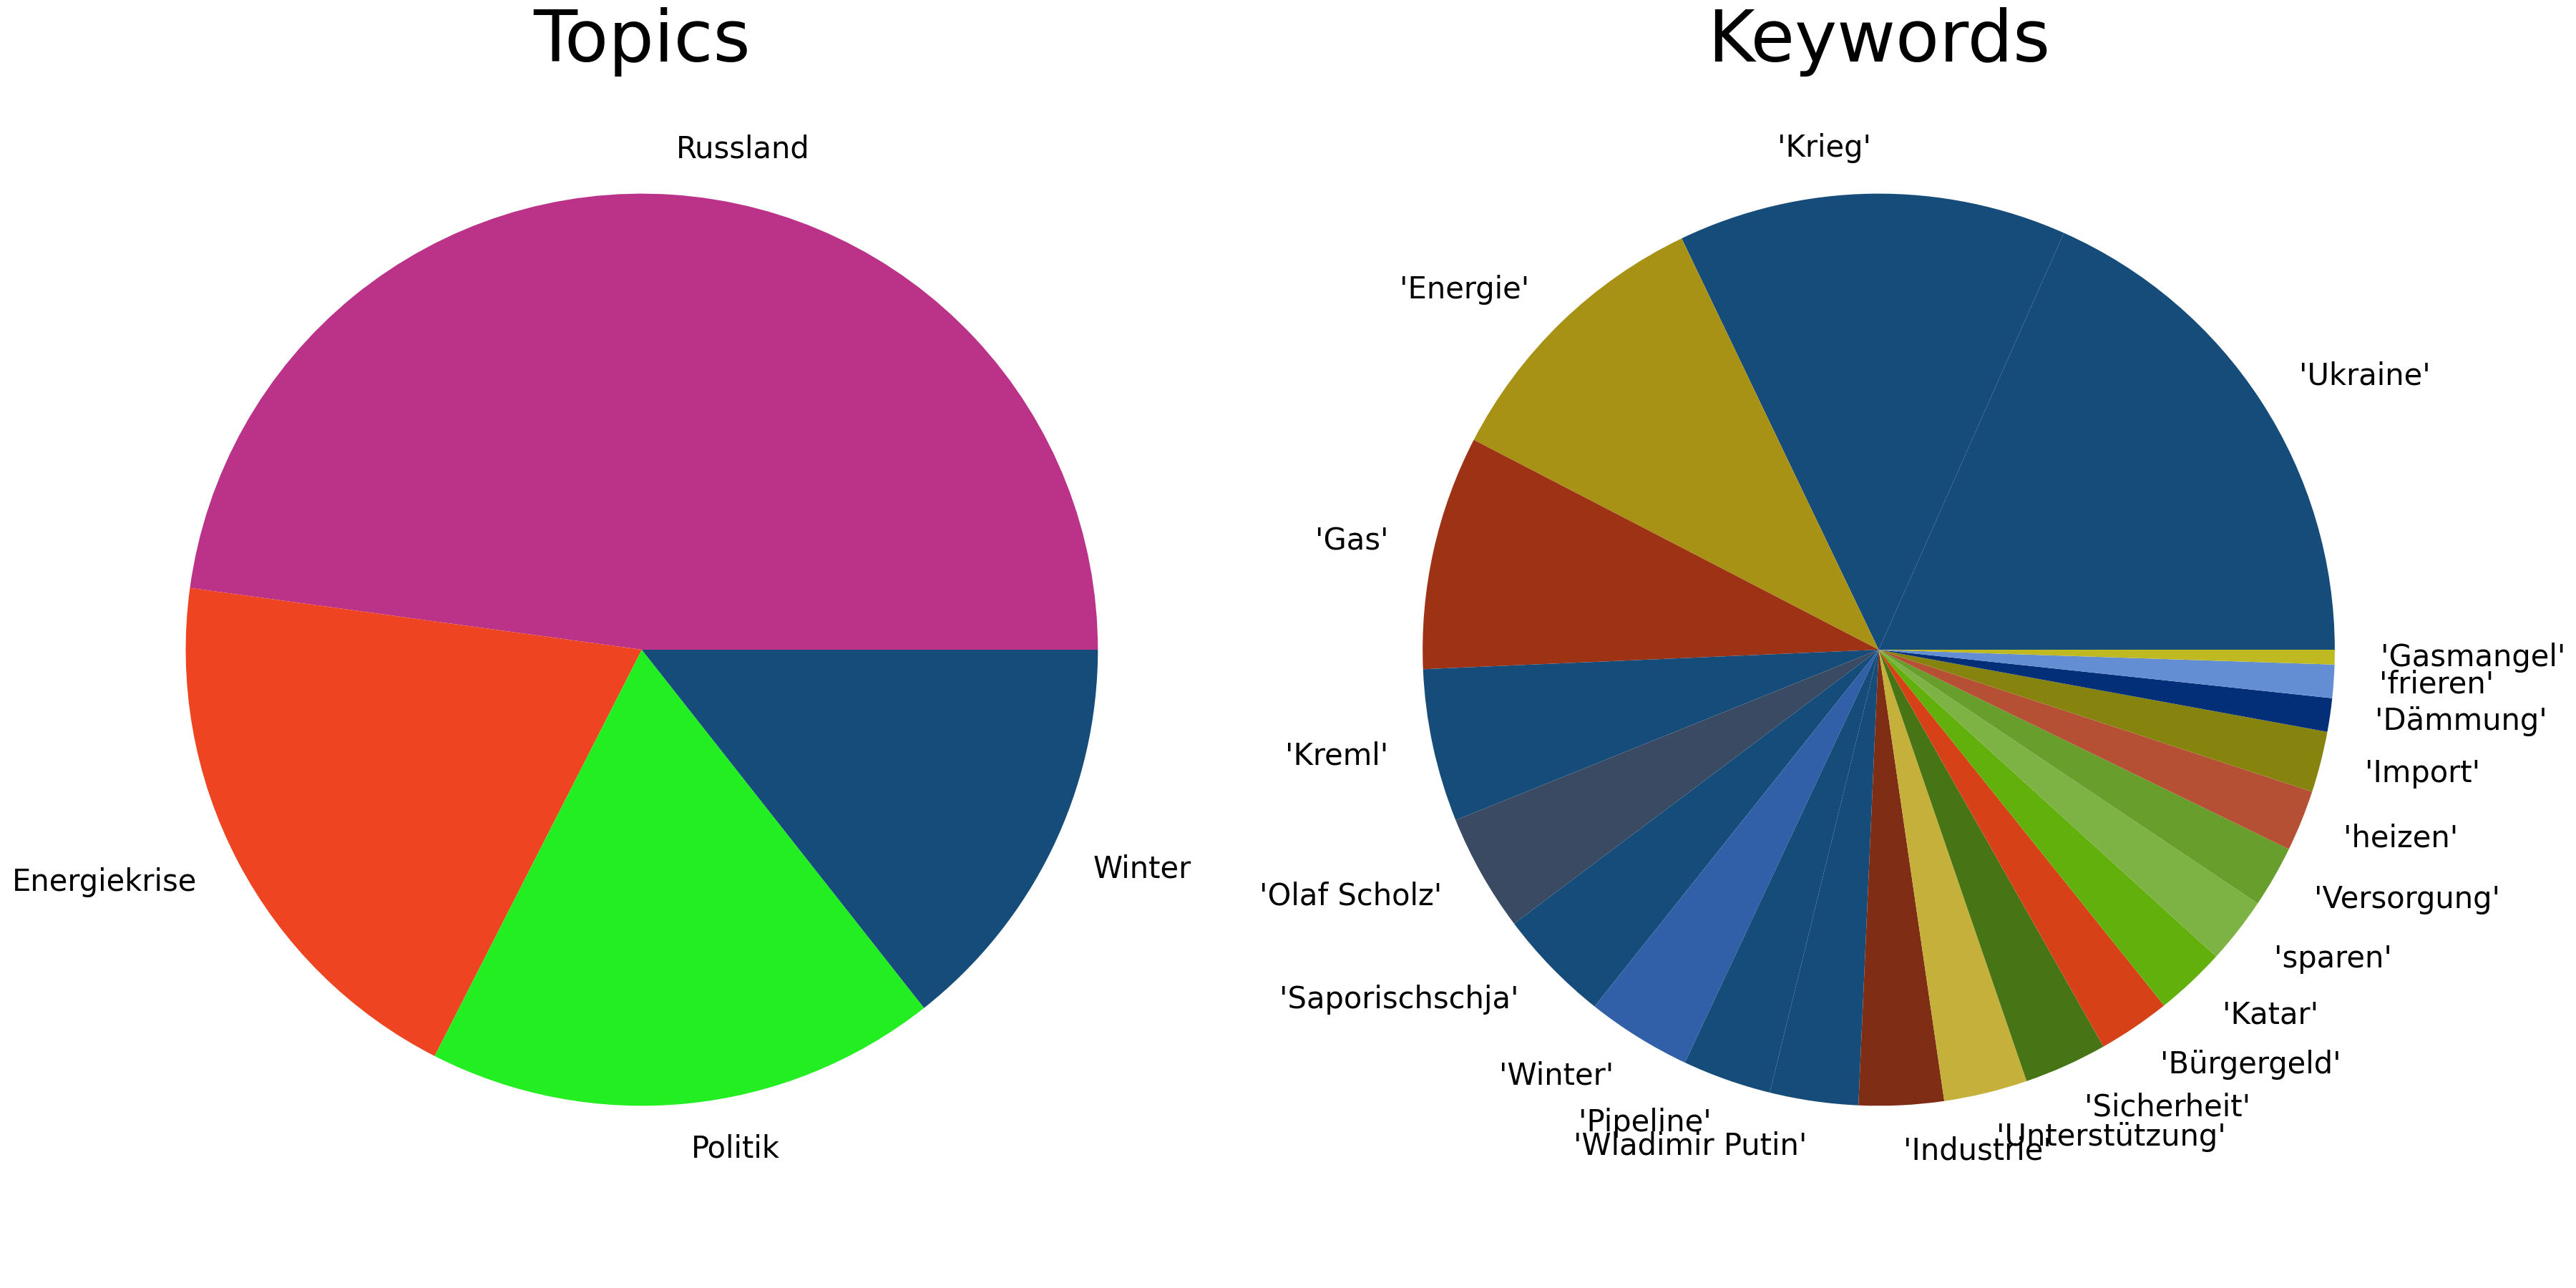 Topics
Russland
Energiekrise
Politik
Winter
Keywords
'Krieg'
'Energie'
'Ukraine'
'Gas'
'Gasmangel'
'frieren'
'Dämmung'
'Kreml'
'Import'
'heizen'
'Olaf Scholz'
'Versorgung'
'sparen'
'Saporischschja'
'Katar'
'Winter'
'Bürgergeld'
'Sicherheit'
'Pipeline'
'Unterstützung'
'Wladimir Putin'
'Industrie'